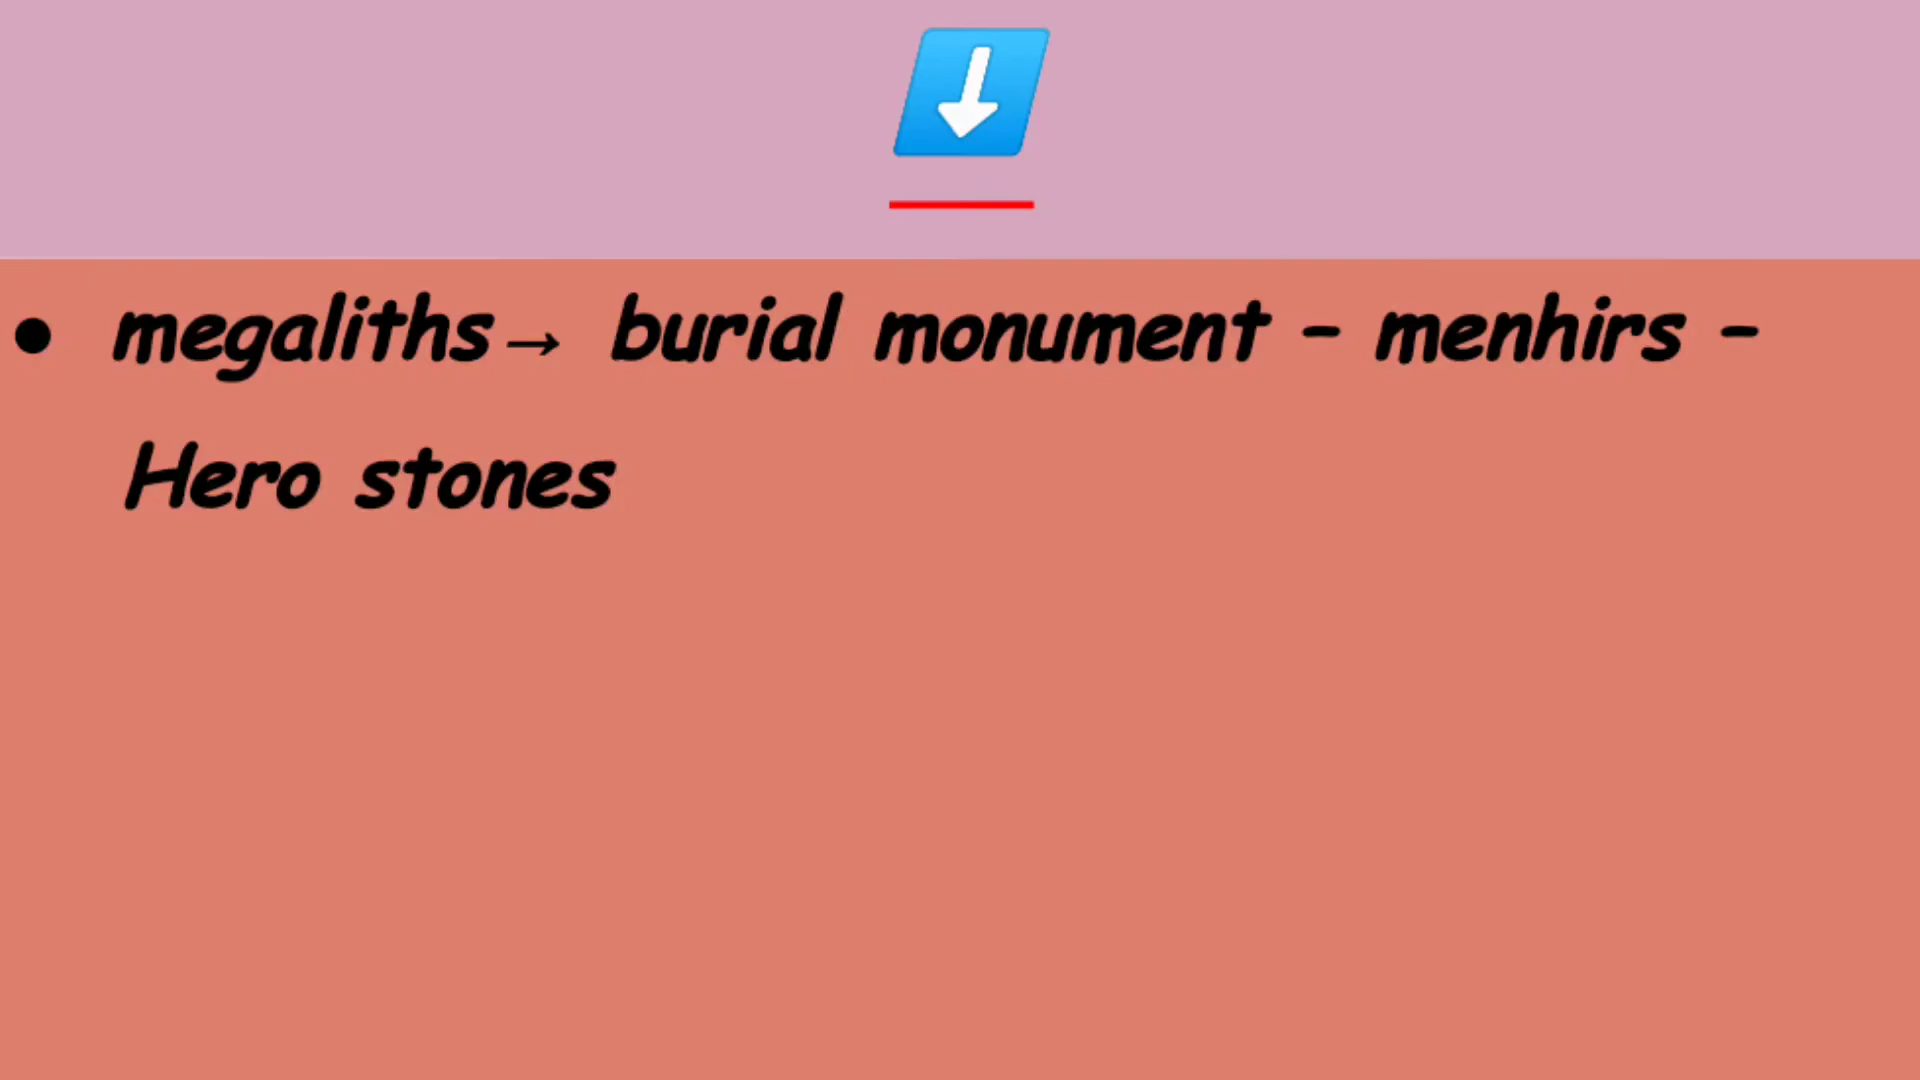 ⬇️
● megaliths→ burial monument - menhirs -
Hero stones